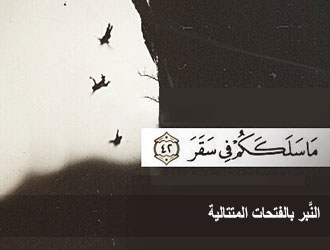 مَا سَلَكَكُمْ فِي سَقَرَ ٤٢
النَّبر بالفتحات المتتالية